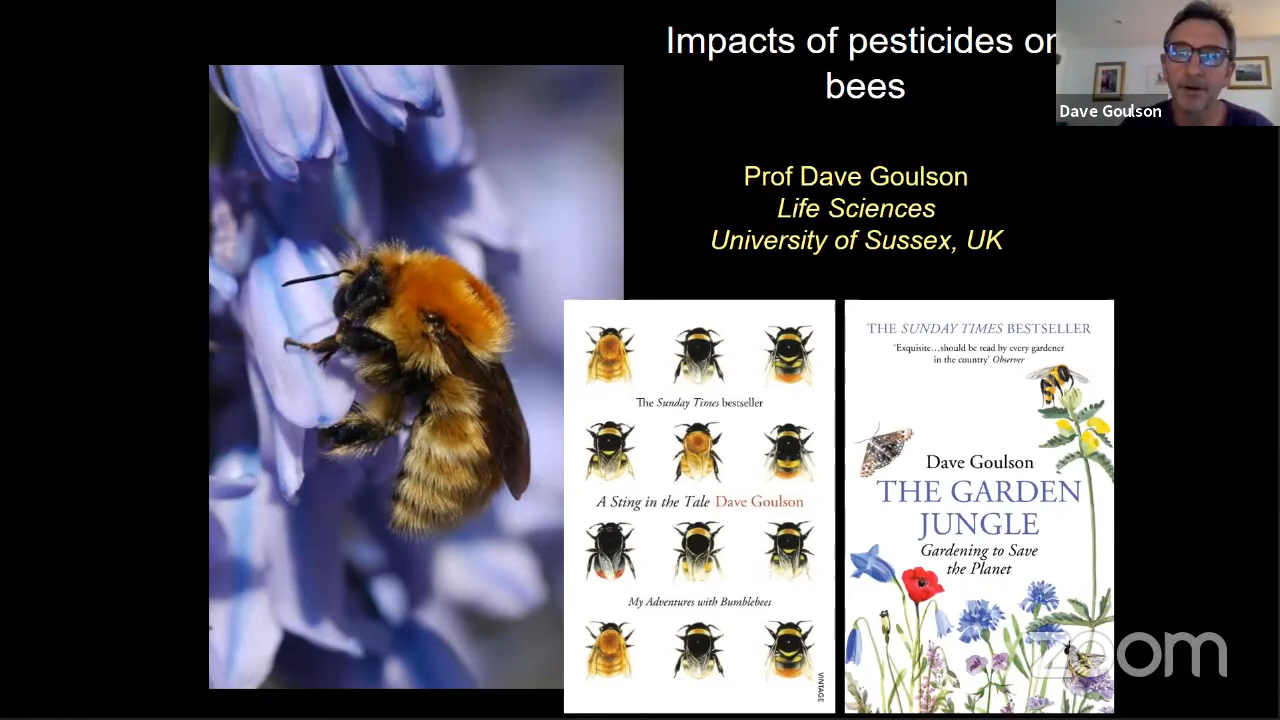 Impacts of pesticides on
bees
Dave Goulson
Prof Dave Goulson
Life Sciences
University of Sussex, UK
The Sunday Times bestseller
A Sting in the Tale Dave Goulson
My Adventures with Bumblebees
VINTAGE
THE SUNDAY TIMES BESTSELLER
'Exquisite...should be read by every gardener
in the country' Observer
Dave Goulson
THE GARDEN
JUNGLE
Gardening to Save
the Planet
zoom